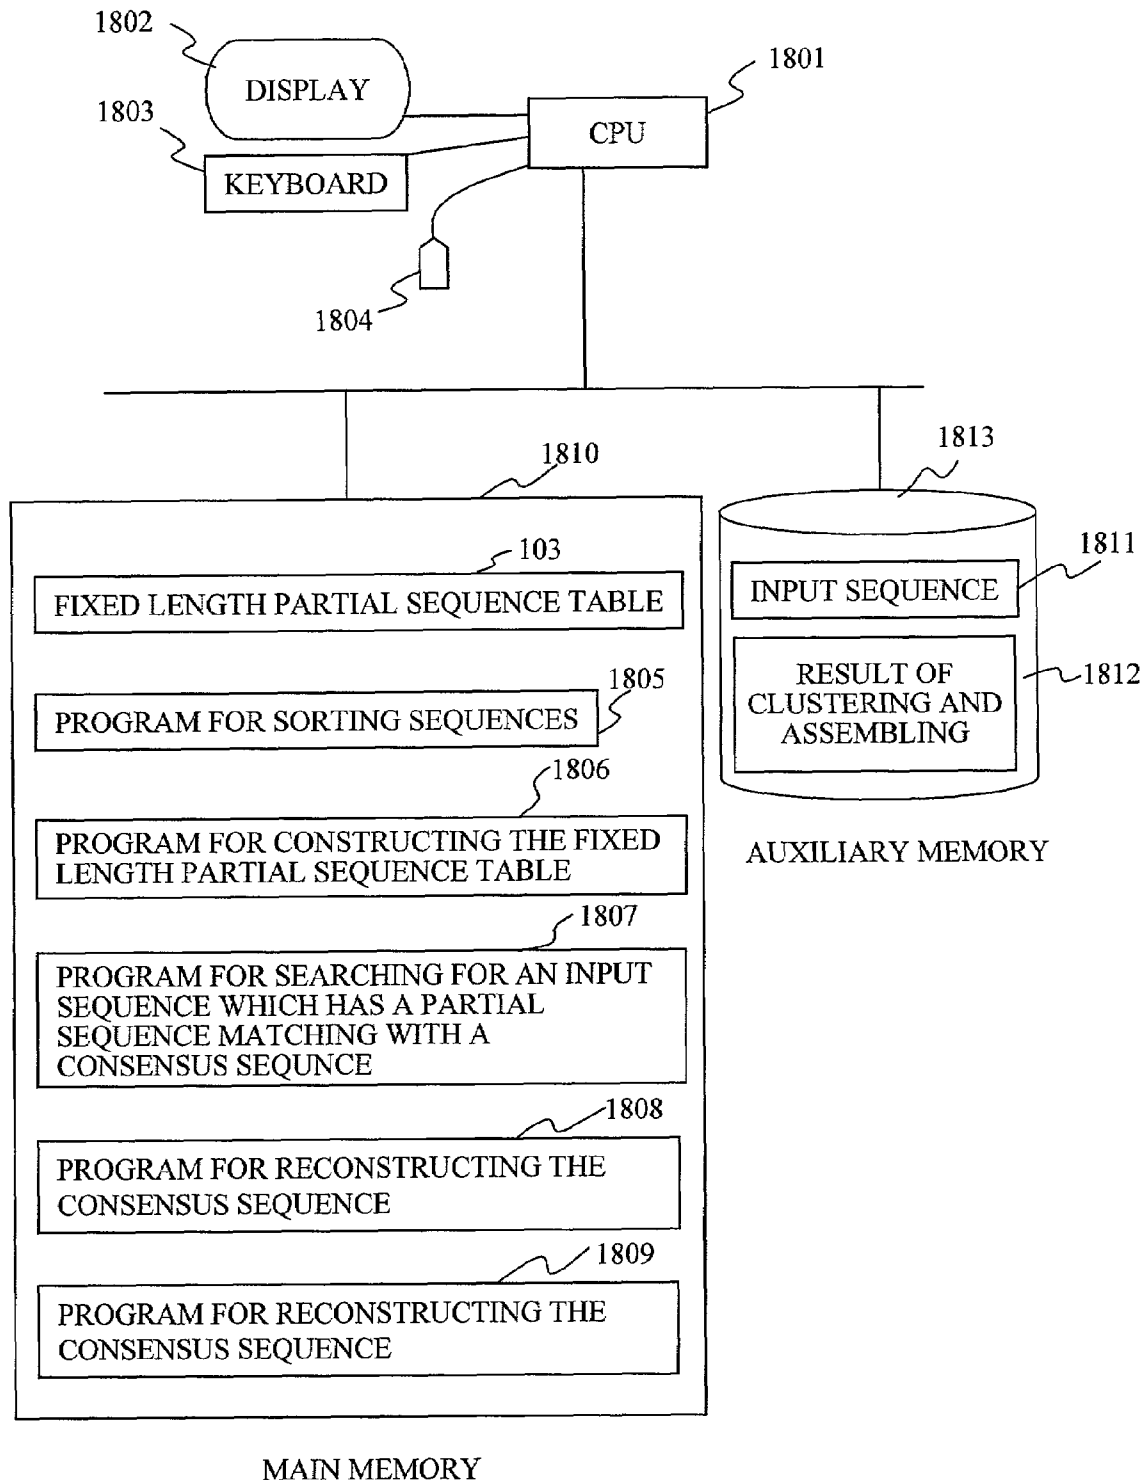 1802
DISPLAY
1801
CPU
1803
KEYBOARD
1804
1810
103
FIXED LENGTH PARTIAL SEQUENCE TABLE
1805
PROGRAM FOR SORTING SEQUENCES
1806
PROGRAM FOR CONSTRUCTING THE FIXED
LENGTH PARTIAL SEQUENCE TABLE
1807
PROGRAM FOR SEARCHING FOR AN INPUT
SEQUENCE WHICH HAS A PARTIAL
SEQUENCE MATCHING WITH A
CONSENSUS SEQUNCE
1808
PROGRAM FOR RECONSTRUCTING THE
CONSENSUS SEQUENCE
1809
PROGRAM FOR RECONSTRUCTING THE
CONSENSUS SEQUENCE
MAIN MEMORY
1813
1811
INPUT SEQUENCE
1812
RESULT OF
CLUSTERING AND
ASSEMBLING
AUXILIARY MEMORY